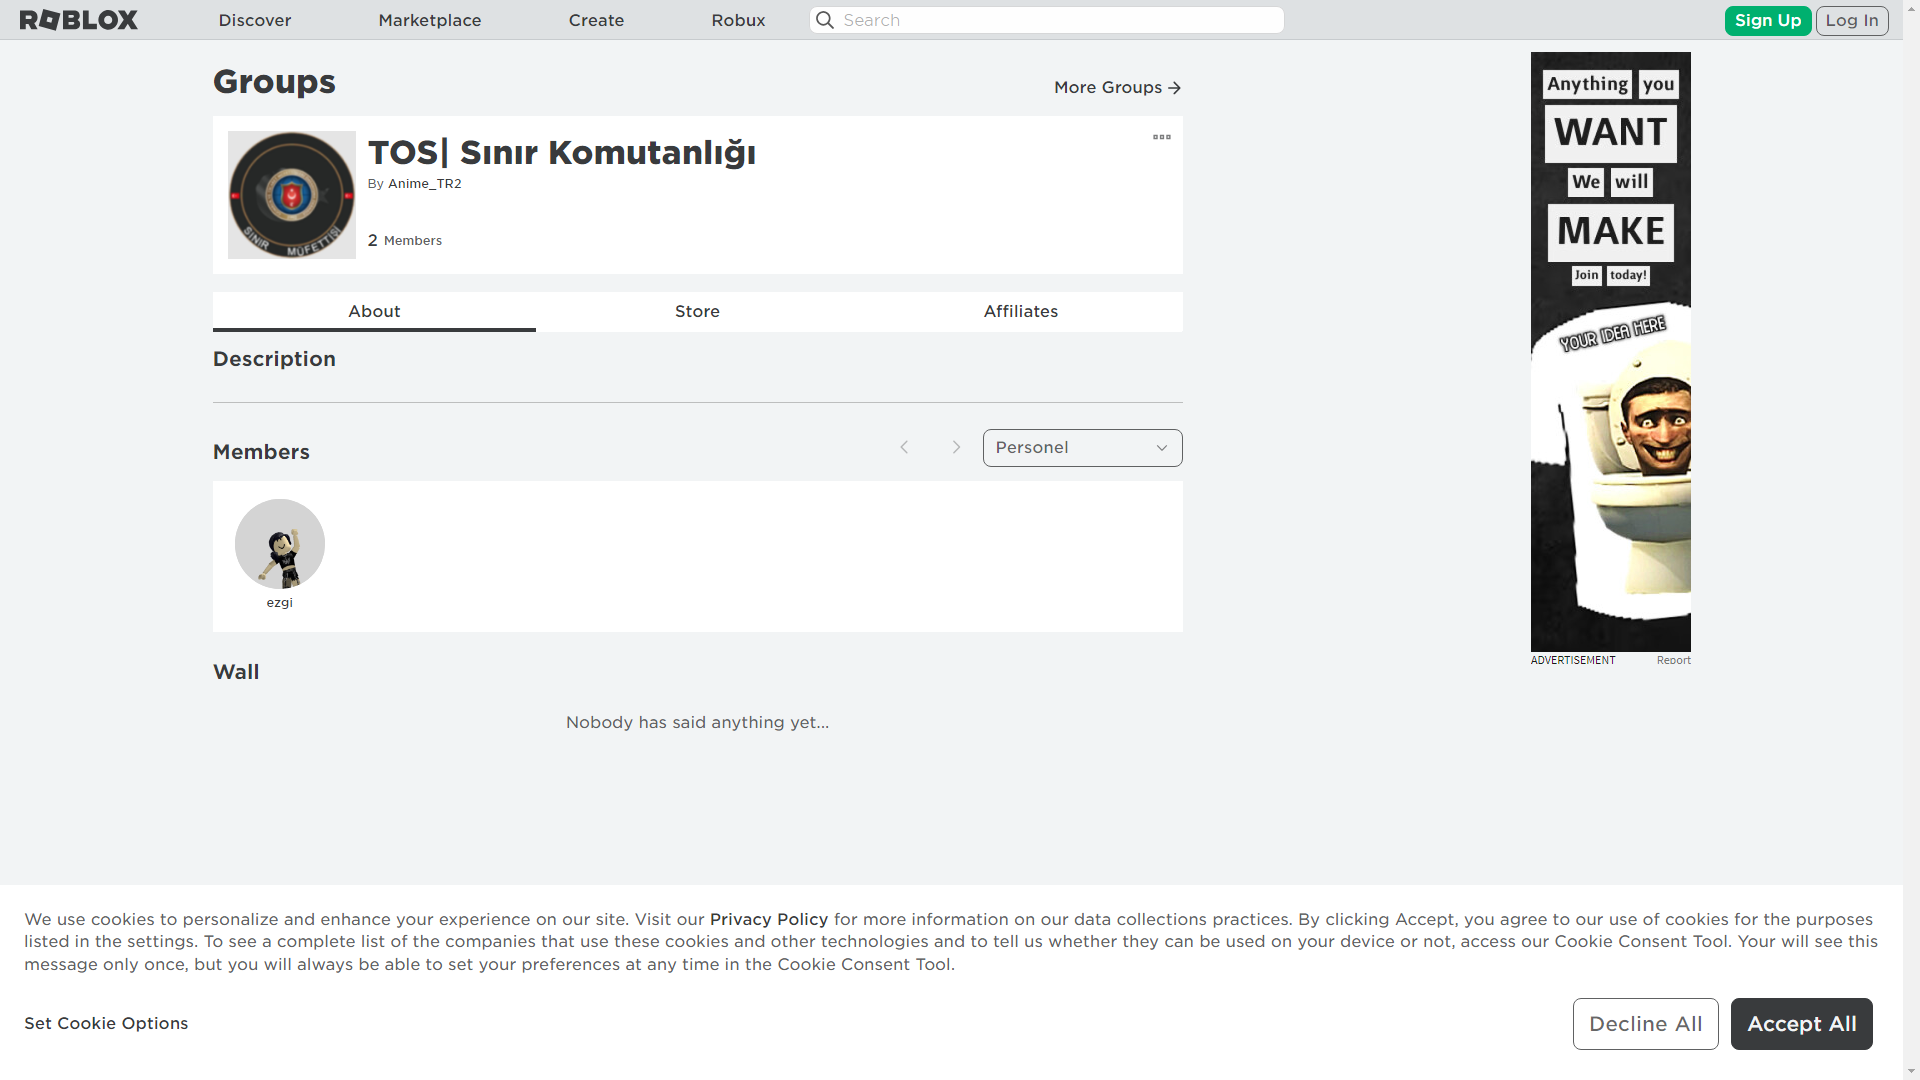 ROBLOX
Discover
Marketplace
Create
Robux
Search
Sign Up
Log In
Groups
More Groups
TOS| Sınır Komutanlığı
By Anime_TR2
2 Members
SINIR MÜFETTİŞİ
About
Store
Affiliates
Description
Members
Personel
ezgi
Wall
Nobody has said anything yet...
Anything you
WANT
We will
MAKE
Join today!
YOUR IDEA HERE
ADVERTISEMENT
Report
We use cookies to personalize and enhance your experience on our site. Visit our Privacy Policy for more information on our data collections practices. By clicking Accept, you agree to our use of cookies for the purposes
listed in the settings. To see a complete list of the companies that use these cookies and other technologies and to tell us whether they can be used on your device or not, access our Cookie Consent Tool. Your will see this
message only once, but you will always be able to set your preferences at any time in the Cookie Consent Tool.
Set Cookie Options
Decline All
Accept All